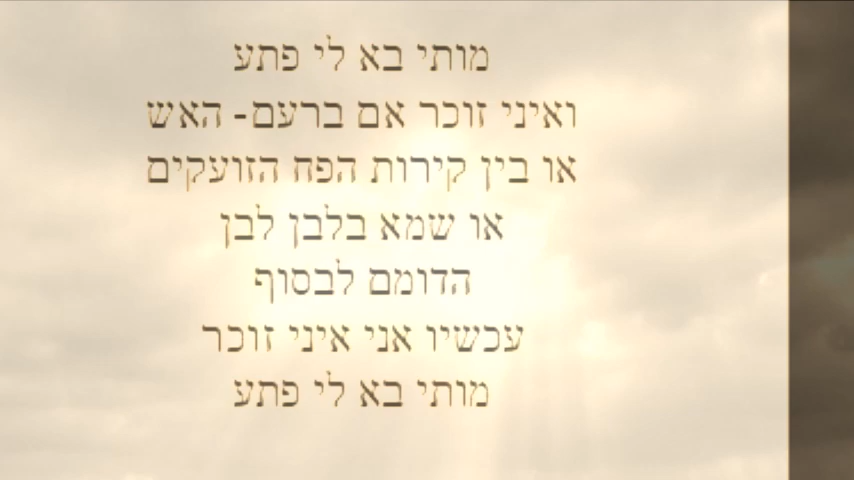 מותי בא לי פתע
ואיני זוכר אם ברעם- האש
או בין קירות הפח הזועקים
או שמא בלבן לבן
הדומם לבסוף
עכשיו אני איני זוכר
מותי בא לי פתע